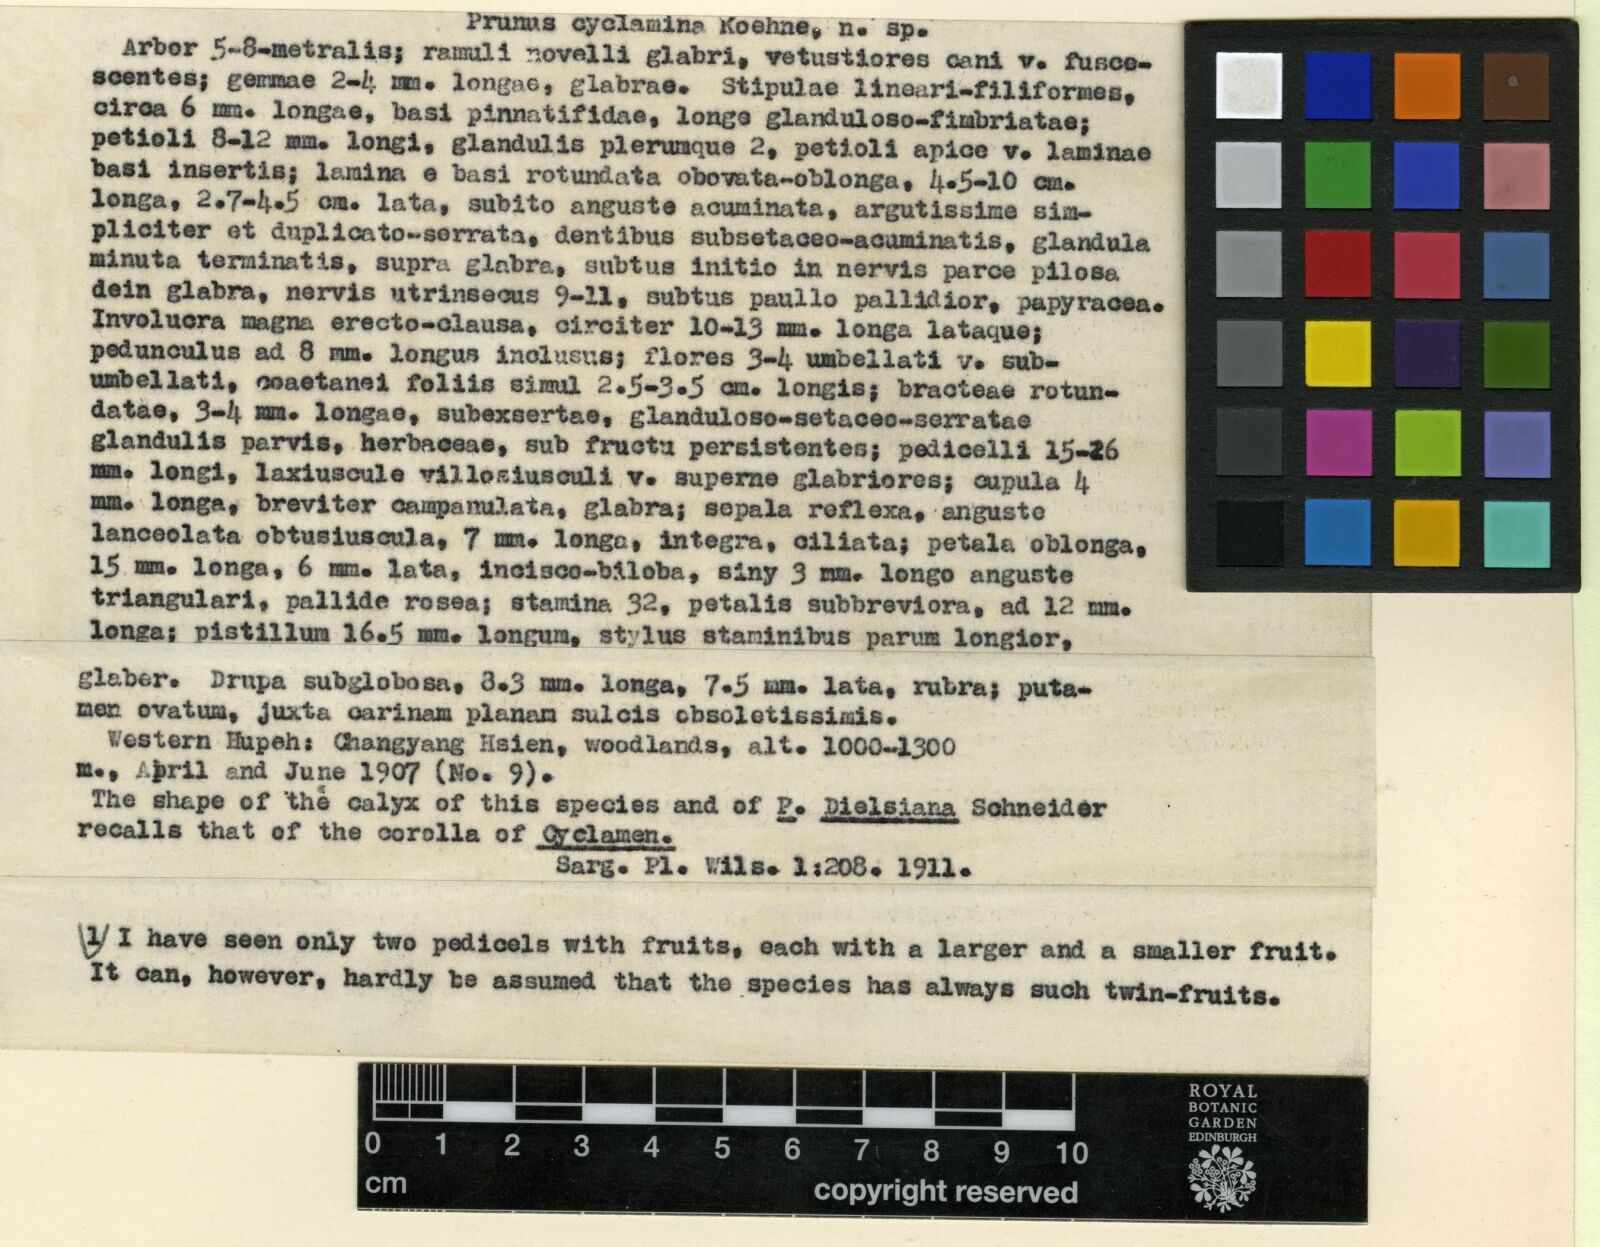 Prunus cyclamina Koehne, n. sp.
Arbor 5-8-metralis; ramuli novelli glabri, vetustiores cani v. fusce-
scentes; gemmae 2-4 mm. longae, glabrae. Stipulae lineari-filiformes,
circa 6 mm. longae, basi pinnatifidae, longe glanduloso-fimbriatae;
petioli 8-12 mm. longi, glandulis plerumque 2, petioli apice v. laminae
basi insertis; lamina e basi rotundata obovata-oblonga, 4.5-10 cm.
longa, 2.7-4.5 cm. lata, subito anguste acuminata, argutissime sim-
pliciter et duplicato-serrata, dentibus subsetaceo-acuminatis, glandula
minuta terminatis, supra glabra, subtus initio in nervis parce pilosa
dein glabra, nervis utrinsecus 9-11, subtus paullo pallidior, papyracea.
Involucra magna erecto-clausa, circiter 10-13 mm. longa lataque;
pedunculus ad 8 mm. longus inclusus; flores 3-4 umbellati v. sub-
umbellati, coaetanei foliis simul 2.5-3.5 cm. longis; bracteae rotun-
datae, 3-4 mm. longae, subexsertae, glanduloso-setaceo-serratae
glandulis parvis, herbaceae, sub fructu persistentes; pedicelli 15-26
mm. longi, laxiuscule villosiusculi v. superne glabriores; cupula 4
mm. longa, breviter campanulata, glabra; sepala reflexa, anguste
lanceolata obtusiuscula, 7 mm. longa, integra, ciliata; petala oblonga,
15 mm. longa, 6 mm. lata, inciso-biloba, siny 3 mm. longo anguste
triangulari, pallide rosea; stamina 32, petalis subbreviora, ad 12 mm.
longa; pistillum 16.5 mm. longum, stylus staminibus parum longior,
glaber. Drupa subglobosa, 8.3 mm. longa, 7.5 mm. lata, rubra; puta-
men ovatum, juxta carinam planam sulcis obsoletissimis.
Western Hupeh: Changyang Hsien, woodlands, alt. 1000-1300
m., April and June 1907 (No. 9).
The shape of the calyx of this species and of P. Dielsiana Schneider
recalls that of the corolla of Cyclamen.
Sarg. Pl. Wils. 1:208. 1911.
1/ I have seen only two pedicels with fruits, each with a larger and a smaller fruit.
It can, however, hardly be assumed that the species has always such twin-fruits.
0 1 2 3 4 5 6 7 8 9 10
cm
copyright reserved
ROYAL
BOTANIC
GARDEN
EDINBURGH